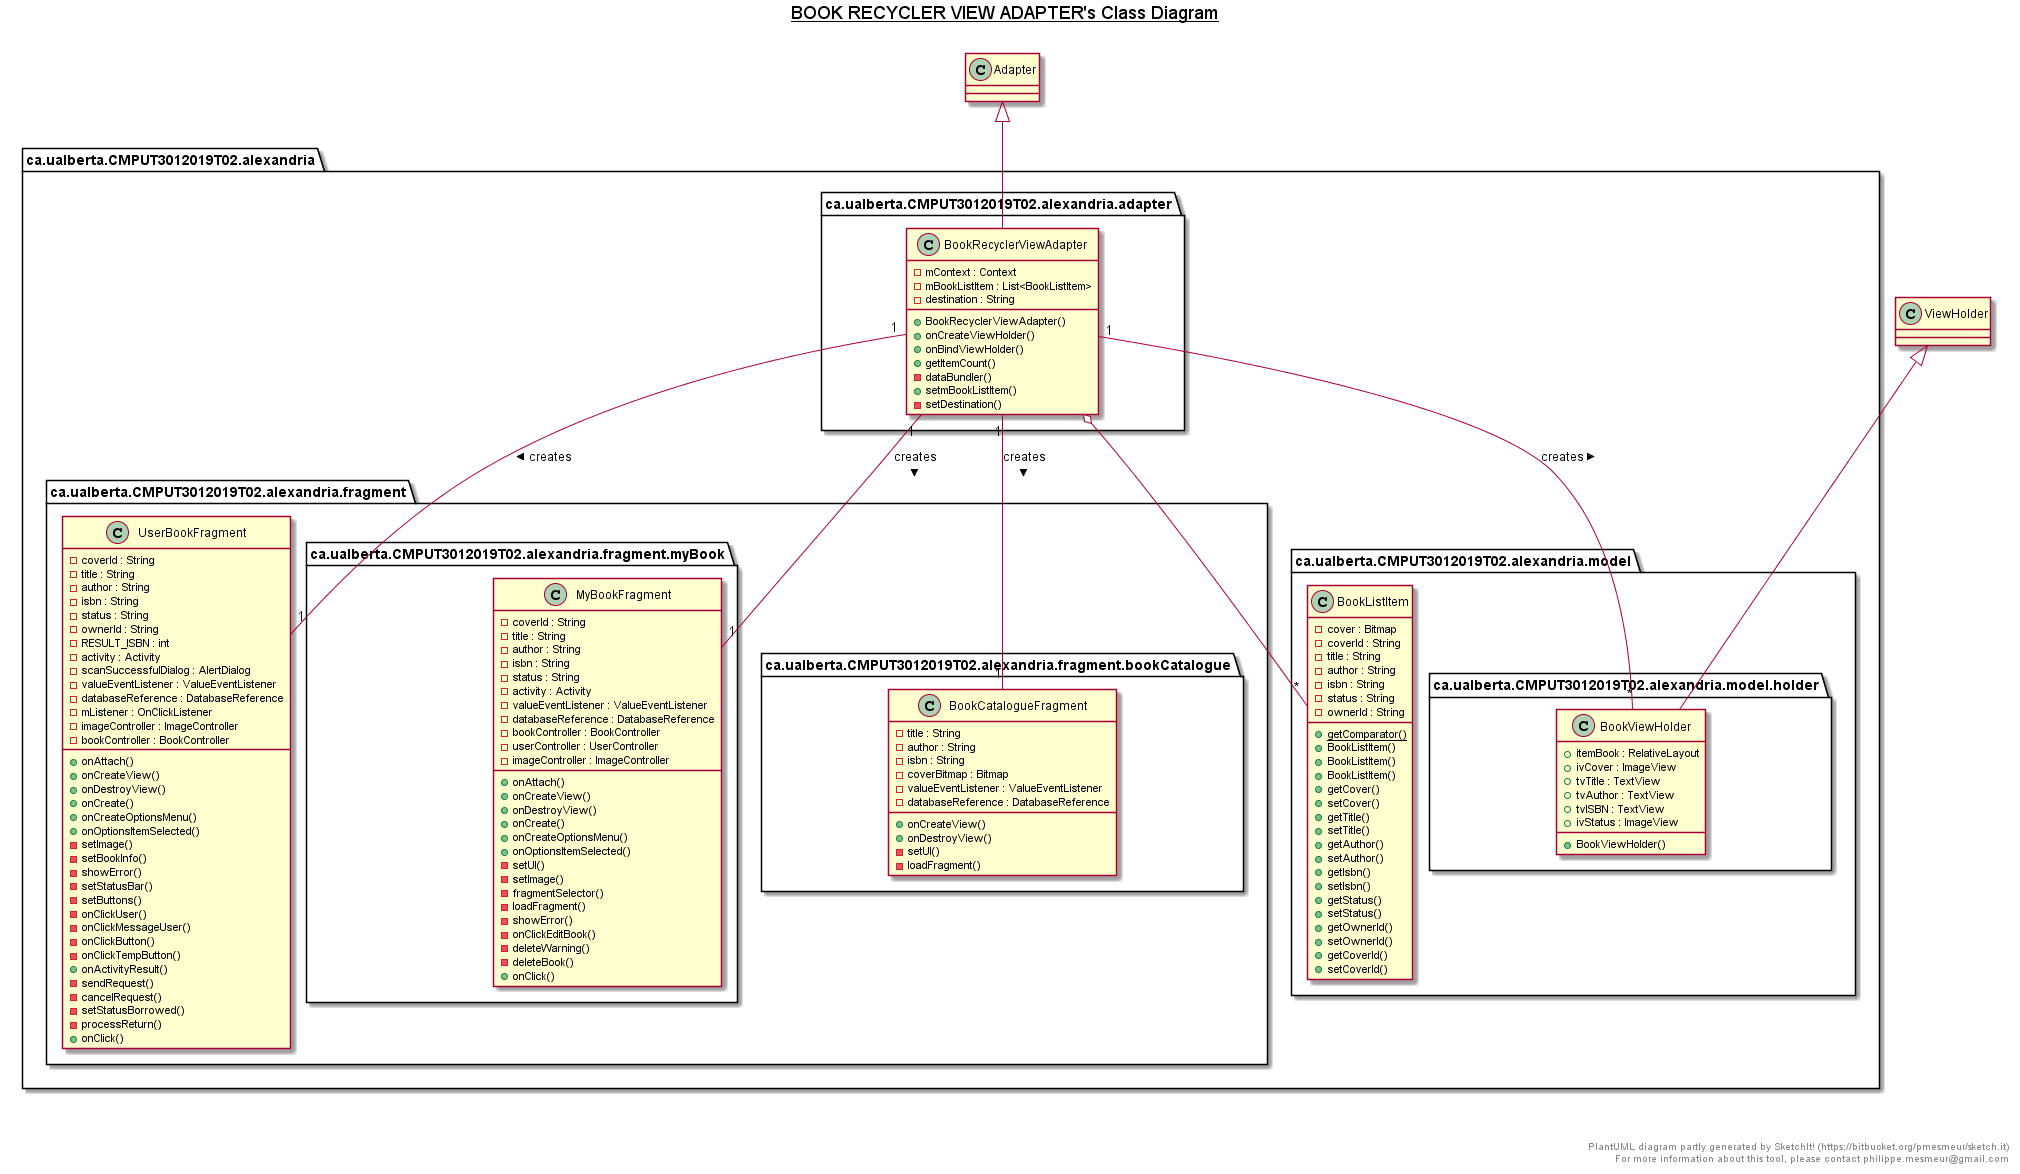 BOOK RECYCLER VIEW ADAPTER's Class Diagram
C Adapter
ca.ualberta.CMPUT3012019T02.alexandria
ca.ualberta.CMPUT3012019T02.alexandria.adapter
C BookRecyclerViewAdapter
mContext : Context
mBookListItem : List<BookListItem>
destination : String
BookRecyclerViewAdapter()
onCreateViewHolder()
onBindViewHolder()
getItemCount()
dataBundler()
setmBookListItem()
setDestination()
C ViewHolder
1
1
1
1
creates
creates
creates
creates
ca.ualberta.CMPUT3012019T02.alexandria.fragment
C UserBookFragment
coverId : String
title : String
author : String
isbn : String
status : String
ownerId : String
RESULT_ISBN : int
activity : Activity
scanSuccessfulDialog : AlertDialog
valueEventListener : ValueEventListener
databaseReference : DatabaseReference
mListener : OnClickListener
imageController : ImageController
bookController : BookController
onAttach()
onCreateView()
onDestroyView()
onCreate()
onCreateOptionsMenu()
onOptionsItemSelected()
setImage()
setBookInfo()
showError()
setStatusBar()
setButtons()
onClickUser()
onClickMessageUser()
onClickButton()
onClickTempButton()
onActivityResult()
sendRequest()
cancelRequest()
setStatusBorrowed()
processReturn()
onClick()
1
ca.ualberta.CMPUT3012019T02.alexandria.fragment.myBook
C MyBookFragment
coverId : String
title : String
author : String
isbn : String
status : String
activity : Activity
valueEventListener : ValueEventListener
databaseReference : DatabaseReference
bookController : BookController
userController : UserController
imageController : ImageController
onAttach()
onCreateView()
onDestroyView()
onCreate()
onCreateOptionsMenu()
onOptionsItemSelected()
setUI()
setImage()
fragmentSelector()
loadFragment()
showError()
onClickEditBook()
deleteWarning()
deleteBook()
onClick()
1
ca.ualberta.CMPUT3012019T02.alexandria.fragment.bookCatalogue
1
C BookCatalogueFragment
title : String
author : String
isbn : String
coverBitmap : Bitmap
valueEventListener : ValueEventListener
databaseReference : DatabaseReference
onCreateView()
onDestroyView()
setUI()
loadFragment()
ca.ualberta.CMPUT3012019T02.alexandria.model
*
C BookListItem
cover : Bitmap
coverId : String
title : String
author : String
isbn : String
status : String
ownerId : String
getComparator()
BookListItem()
BookListItem()
BookListItem()
getCover()
setCover()
getTitle()
setTitle()
getAuthor()
setAuthor()
getIsbn()
setIsbn()
getStatus()
setStatus()
getOwnerId()
setOwnerId()
getCoverId()
setCoverId()
ca.ualberta.CMPUT3012019T02.alexandria.model.holder
*
C BookViewHolder
itemBook : RelativeLayout
ivCover : ImageView
tvTitle : TextView
tvAuthor : TextView
tvISBN : TextView
ivStatus : ImageView
BookViewHolder()
PlantUML diagram partly generated by SketchIt! (https://bitbucket.org/pmesmeur/sketch.it)
For more information about this tool, please contact philippe.mesmeur@gmail.com